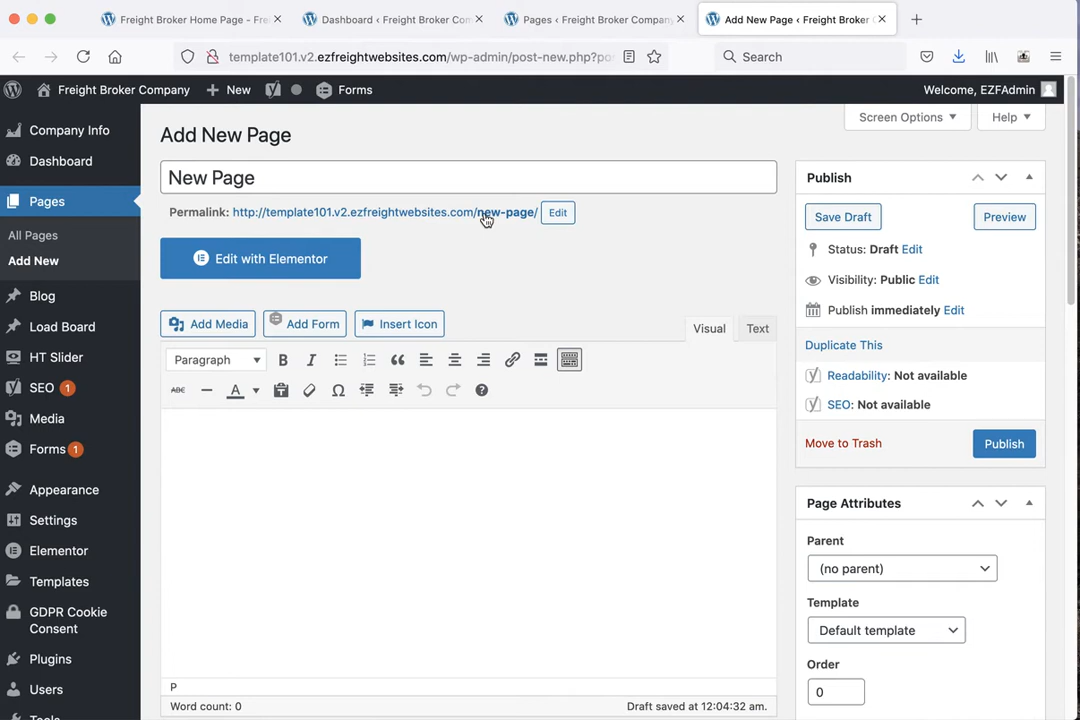 Freight Broker Home Page - Fre
Dashboard ‹ Freight Broker Com
Pages ‹ Freight Broker Company
Add New Page ‹ Freight Broker C
template101.v2.ezfreightwebsites.com/wp-admin/post-new.php?pos
Search
Freight Broker Company
New
Forms
Welcome, EZFAdmin
Company Info
Dashboard
Pages
All Pages
Add New
Blog
Load Board
HT Slider
SEO 1
Media
Forms 1
Appearance
Settings
Elementor
Templates
GDPR Cookie
Consent
Plugins
Users
Tools
Screen Options
Help
Add New Page
New Page
Permalink: http://template101.v2.ezfreightwebsites.com/new-page/ Edit
Edit with Elementor
Add Media
Add Form
Insert Icon
Visual
Text
Paragraph
B I
ABC
A
P
Word count: 0
Draft saved at 12:04:32 am.
Publish
Save Draft
Preview
Status: Draft Edit
Visibility: Public Edit
Publish immediately Edit
Duplicate This
Readability: Not available
SEO: Not available
Move to Trash
Publish
Page Attributes
Parent
(no parent)
Template
Default template
Order
0